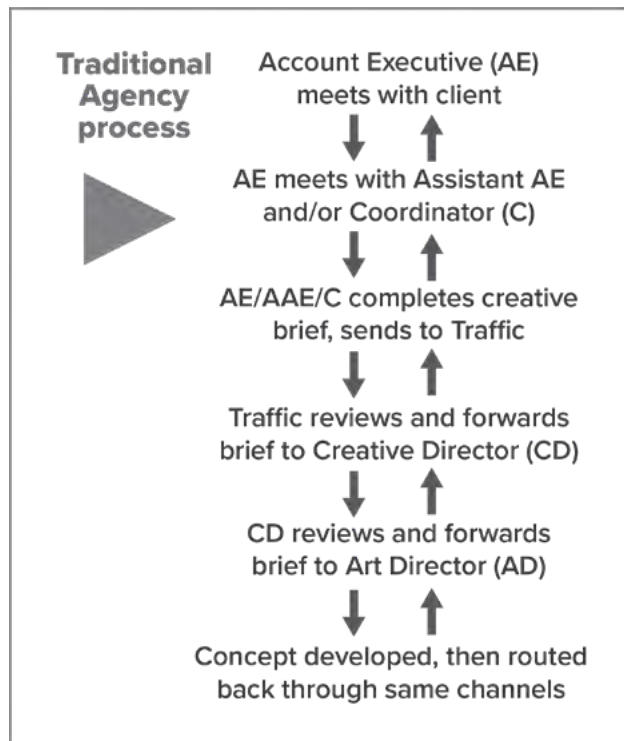 Traditional
Agency
process
Account Executive (AE)
meets with client
AE meets with Assistant AE
and/or Coordinator (C)
AE/AAE/C completes creative
brief, sends to Traffic
Traffic reviews and forwards
brief to Creative Director (CD)
CD reviews and forwards
brief to Art Director (AD)
Concept developed, then routed
back through same channels